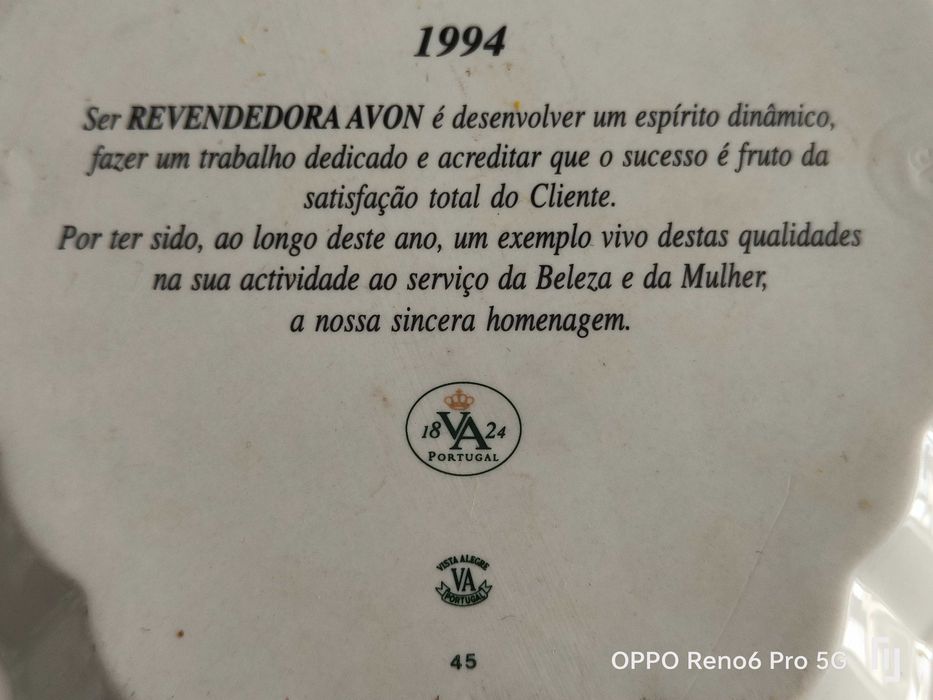 1994
Ser REVENDEDORA AVON é desenvolver um espírito dinâmico,
fazer um trabalho dedicado e acreditar que o sucesso é fruto da
satisfação total do Cliente.
Por ter sido, ao longo deste ano, um exemplo vivo destas qualidades
na sua actividade ao serviço da Beleza e da Mulher,
a nossa sincera homenagem.
18 VA 24
PORTUGAL
VISTA ALEGRE
VA
PORTUGAL
45
OPPO Reno6 Pro 5G